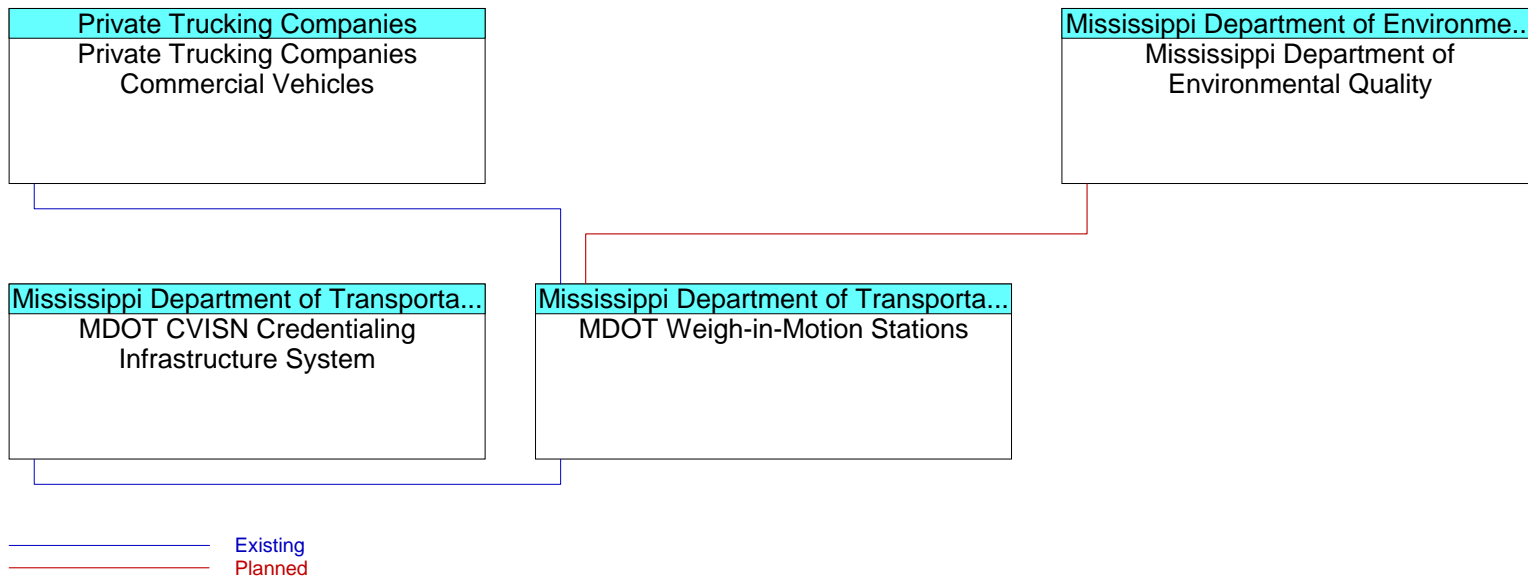 Private Trucking Companies
Private Trucking Companies
Commercial Vehicles
Mississippi Department of Environme...
Mississippi Department of
Environmental Quality
Mississippi Department of Transporta...
MDOT CVISN Credentialing
Infrastructure System
Mississippi Department of Transporta...
MDOT Weigh-in-Motion Stations
Existing
Planned